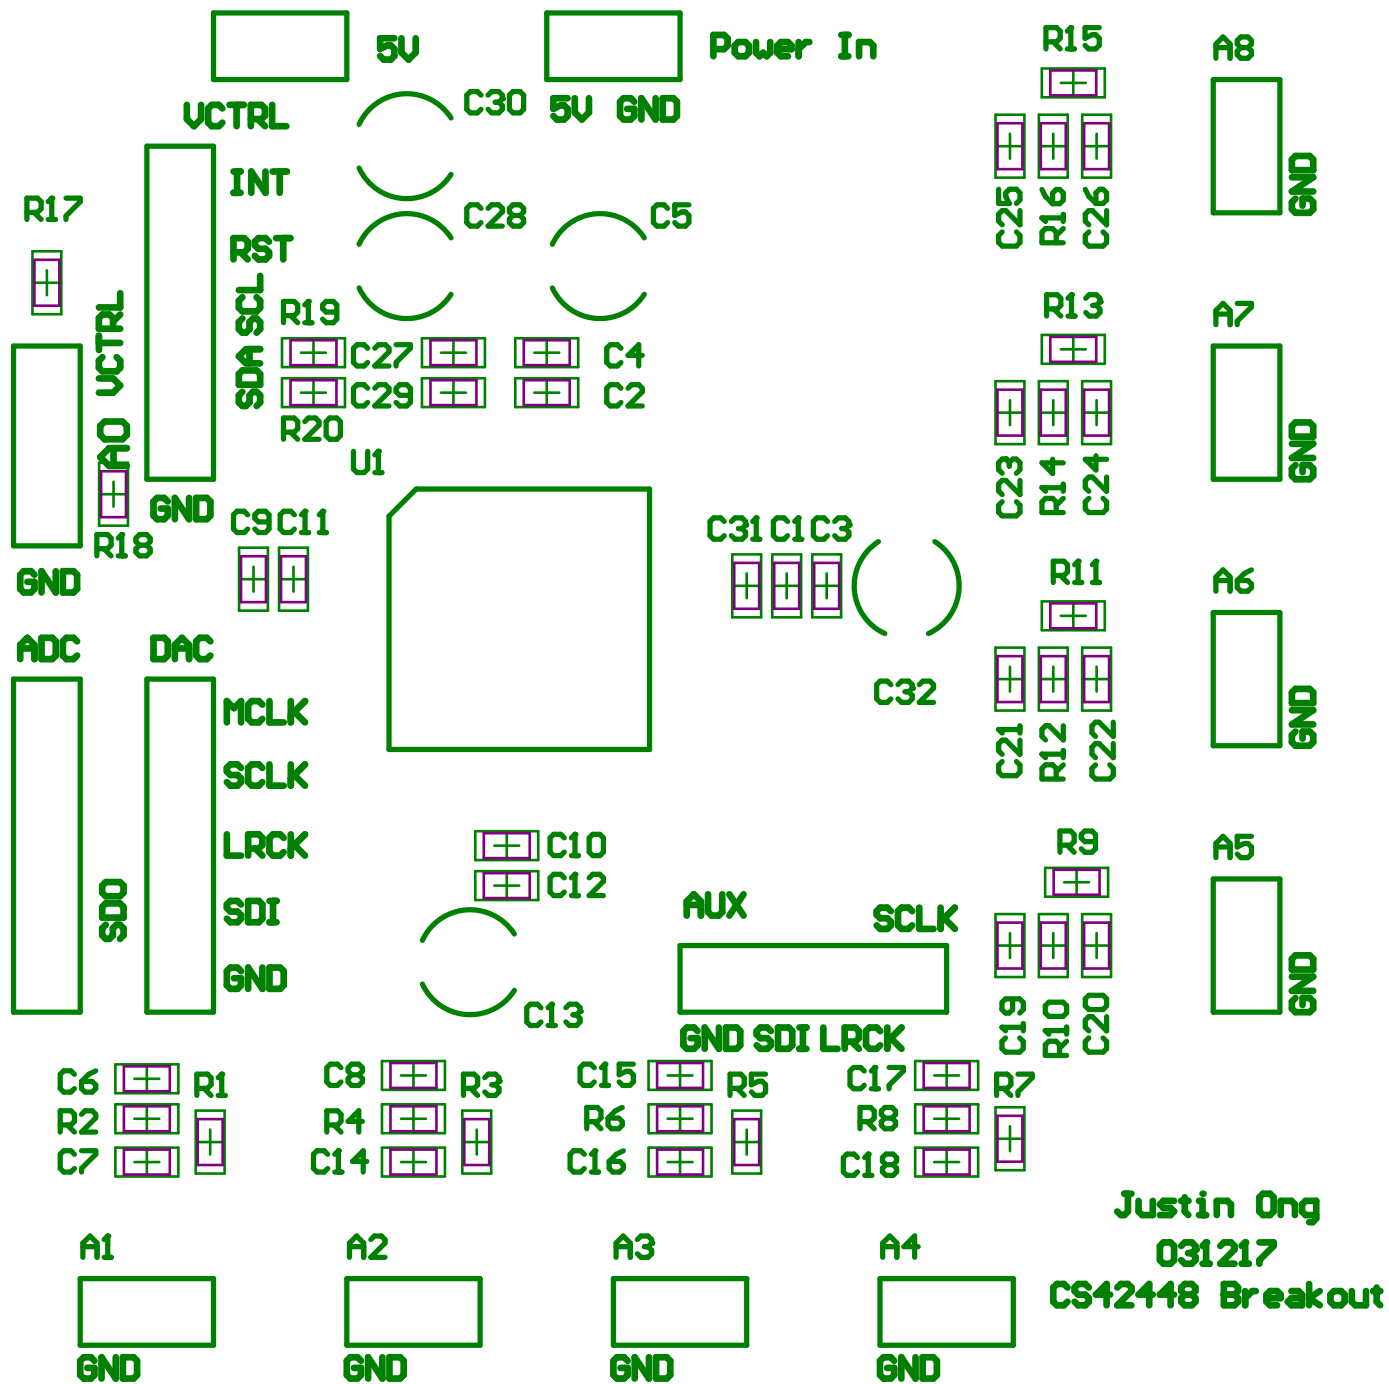 5V
Power In
R15
A8
VCTRL
C30
5V GND
INT
GND
R17
C28
C5
C25
R16
C26
RST
SCL
VCTRL
R19
R13
A7
SDA
C27
C4
C29
C2
A0
R20
GND
U1
C23
R14
C24
GND
C9
C11
C31
C1
C3
R18
GND
R11
A6
ADC
DAC
C32
GND
MCLK
C21
R12
C22
SCLK
LRCK
C10
R9
A5
C12
SDO
AUX
SCLK
SDI
GND
GND
C13
C19
R10
C20
GND SDI LRCK
C6
R1
C8
R3
C15
R5
C17
R7
R2
R4
R6
R8
C7
C14
C16
C18
Justin Ong
A1
A2
A3
A4
031217
CS42448 Breakout
GND
GND
GND
GND